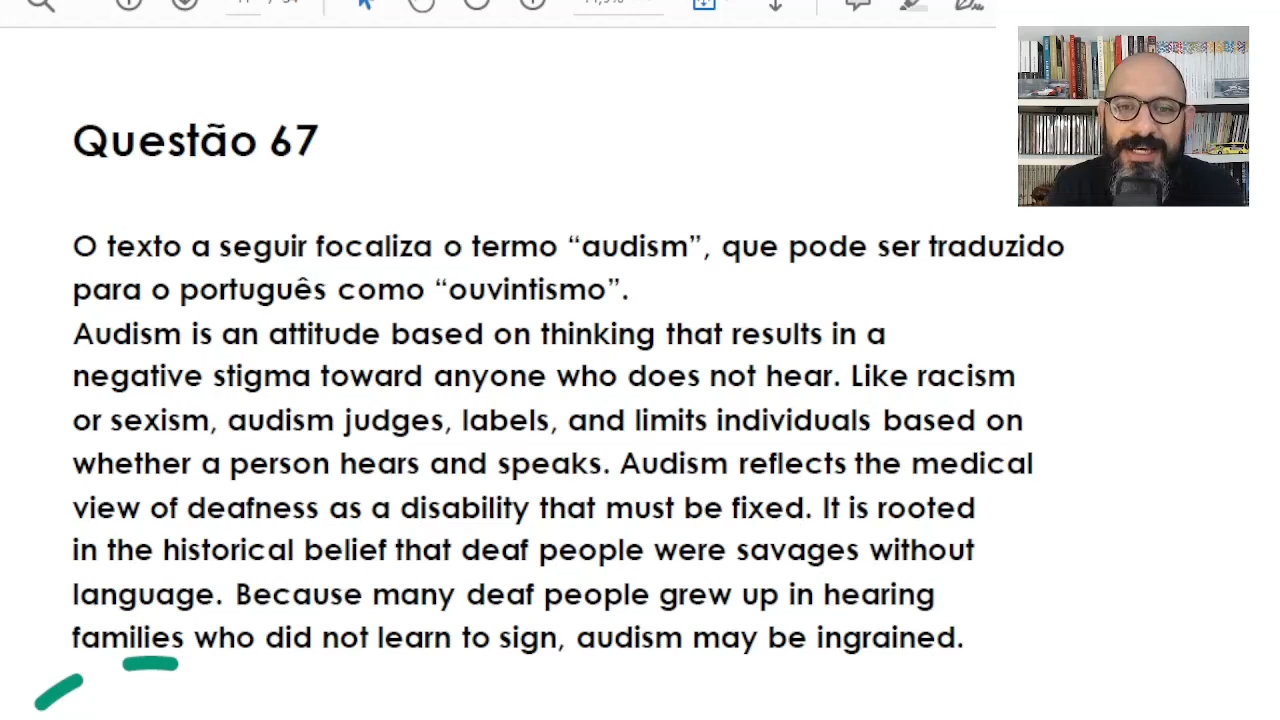 Questão 67
O texto a seguir focaliza o termo “audism”, que pode ser traduzido
para o português como “ouvintismo”.
Audism is an attitude based on thinking that results in a
negative stigma toward anyone who does not hear. Like racism
or sexism, audism judges, labels, and limits individuals based on
whether a person hears and speaks. Audism reflects the medical
view of deafness as a disability that must be fixed. It is rooted
in the historical belief that deaf people were savages without
language. Because many deaf people grew up in hearing
families who did not learn to sign, audism may be ingrained.